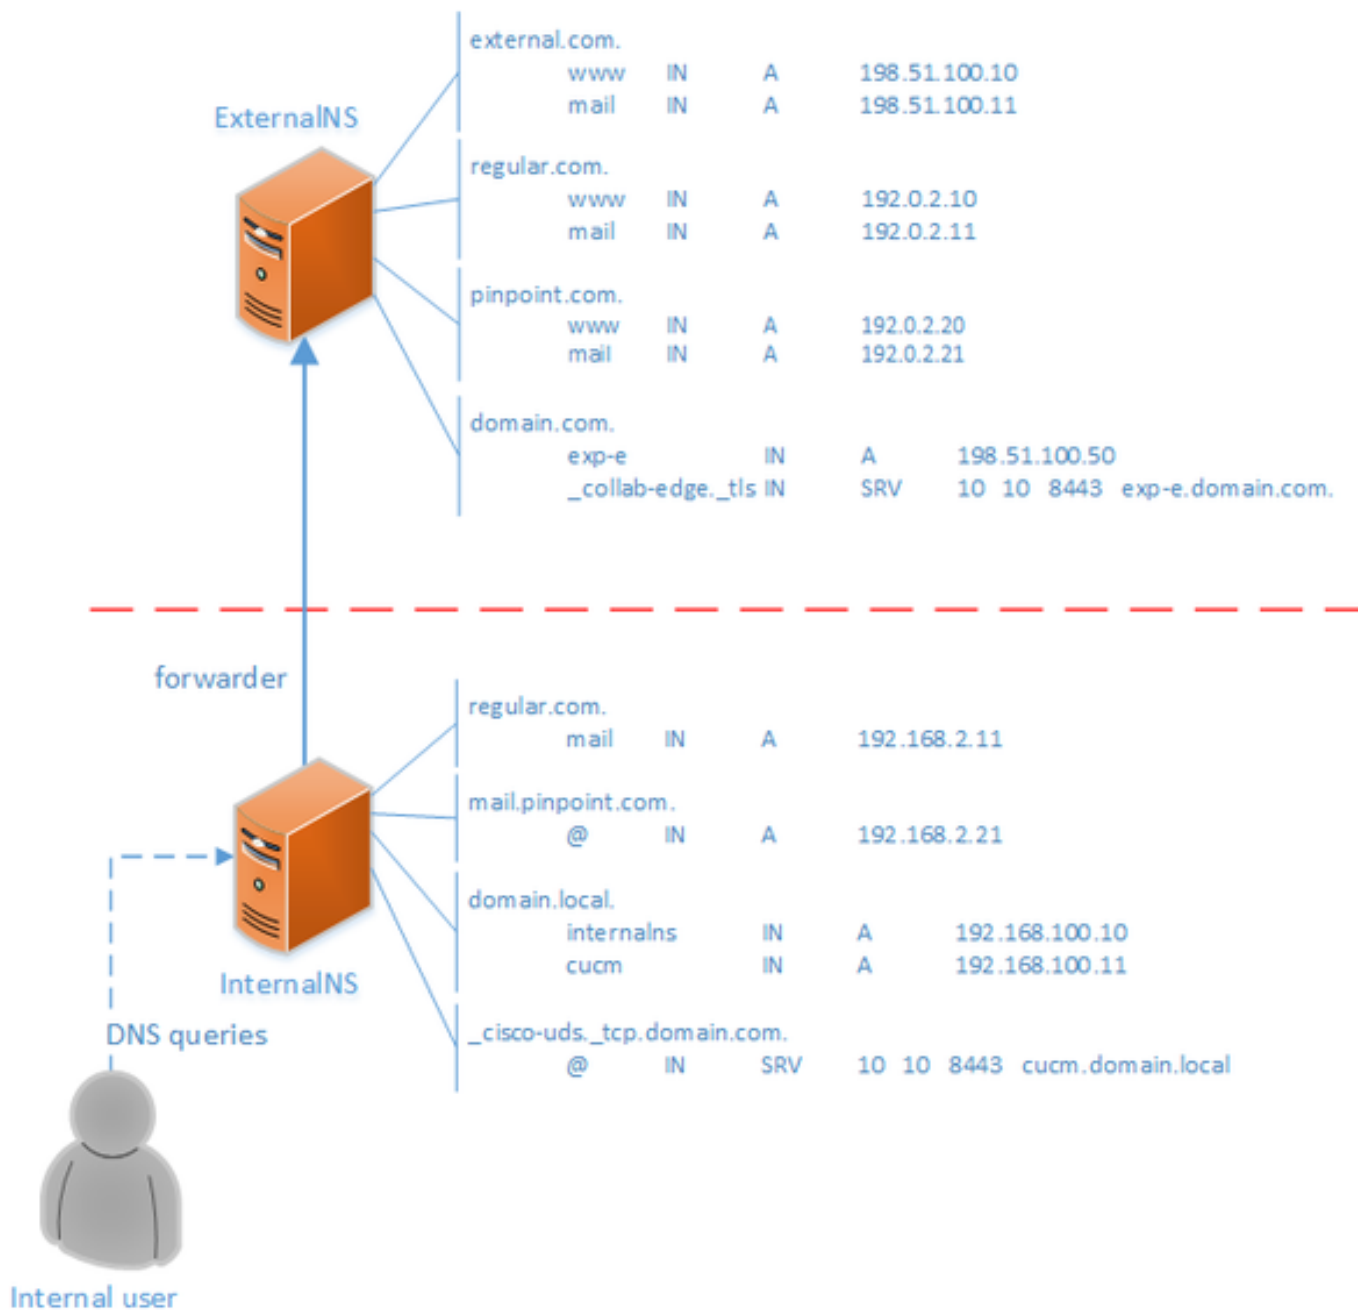 external.com.
www IN A 198.51.100.10
mail IN A 198.51.100.11
ExternalNS
regular.com.
www IN A 192.0.2.10
mail IN A 192.0.2.11
pinpoint.com.
www IN A 192.0.2.20
mail IN A 192.0.2.21
domain.com.
exp-e IN A 198.51.100.50
_collab-edge._tls IN SRV 10 10 8443 exp-e.domain.com.
forwarder
regular.com.
mail IN A 192.168.2.11
mail.pinpoint.com.
@ IN A 192.168.2.21
domain.local.
internalns IN A 192.168.100.10
cucm IN A 192.168.100.11
InternalNS
_cisco-uds._tcp.domain.com.
@ IN SRV 10 10 8443 cucm.domain.local
DNS queries
Internal user